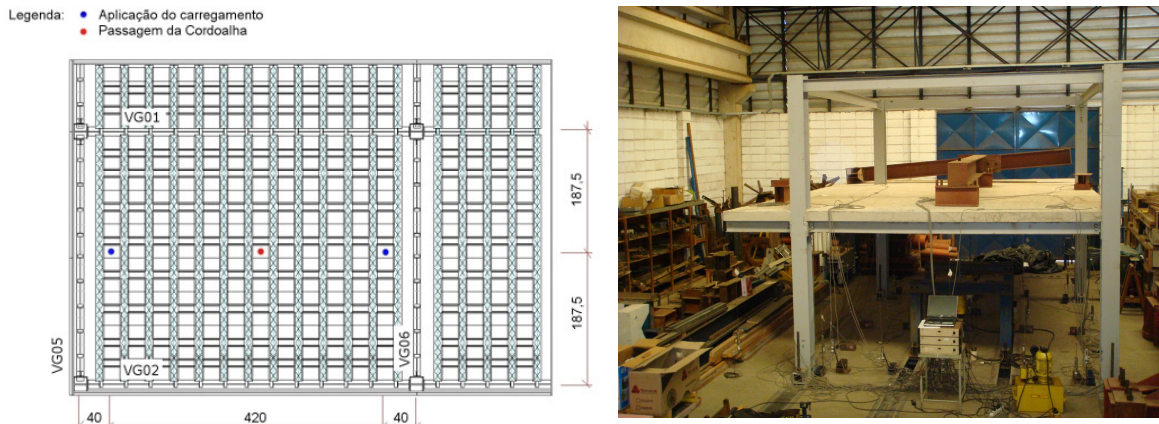 Legenda:
Aplicação do carregamento
Passagem da Cordoalha
VG01
187,5
187,5
VG05
VG06
VG02
40
420
40